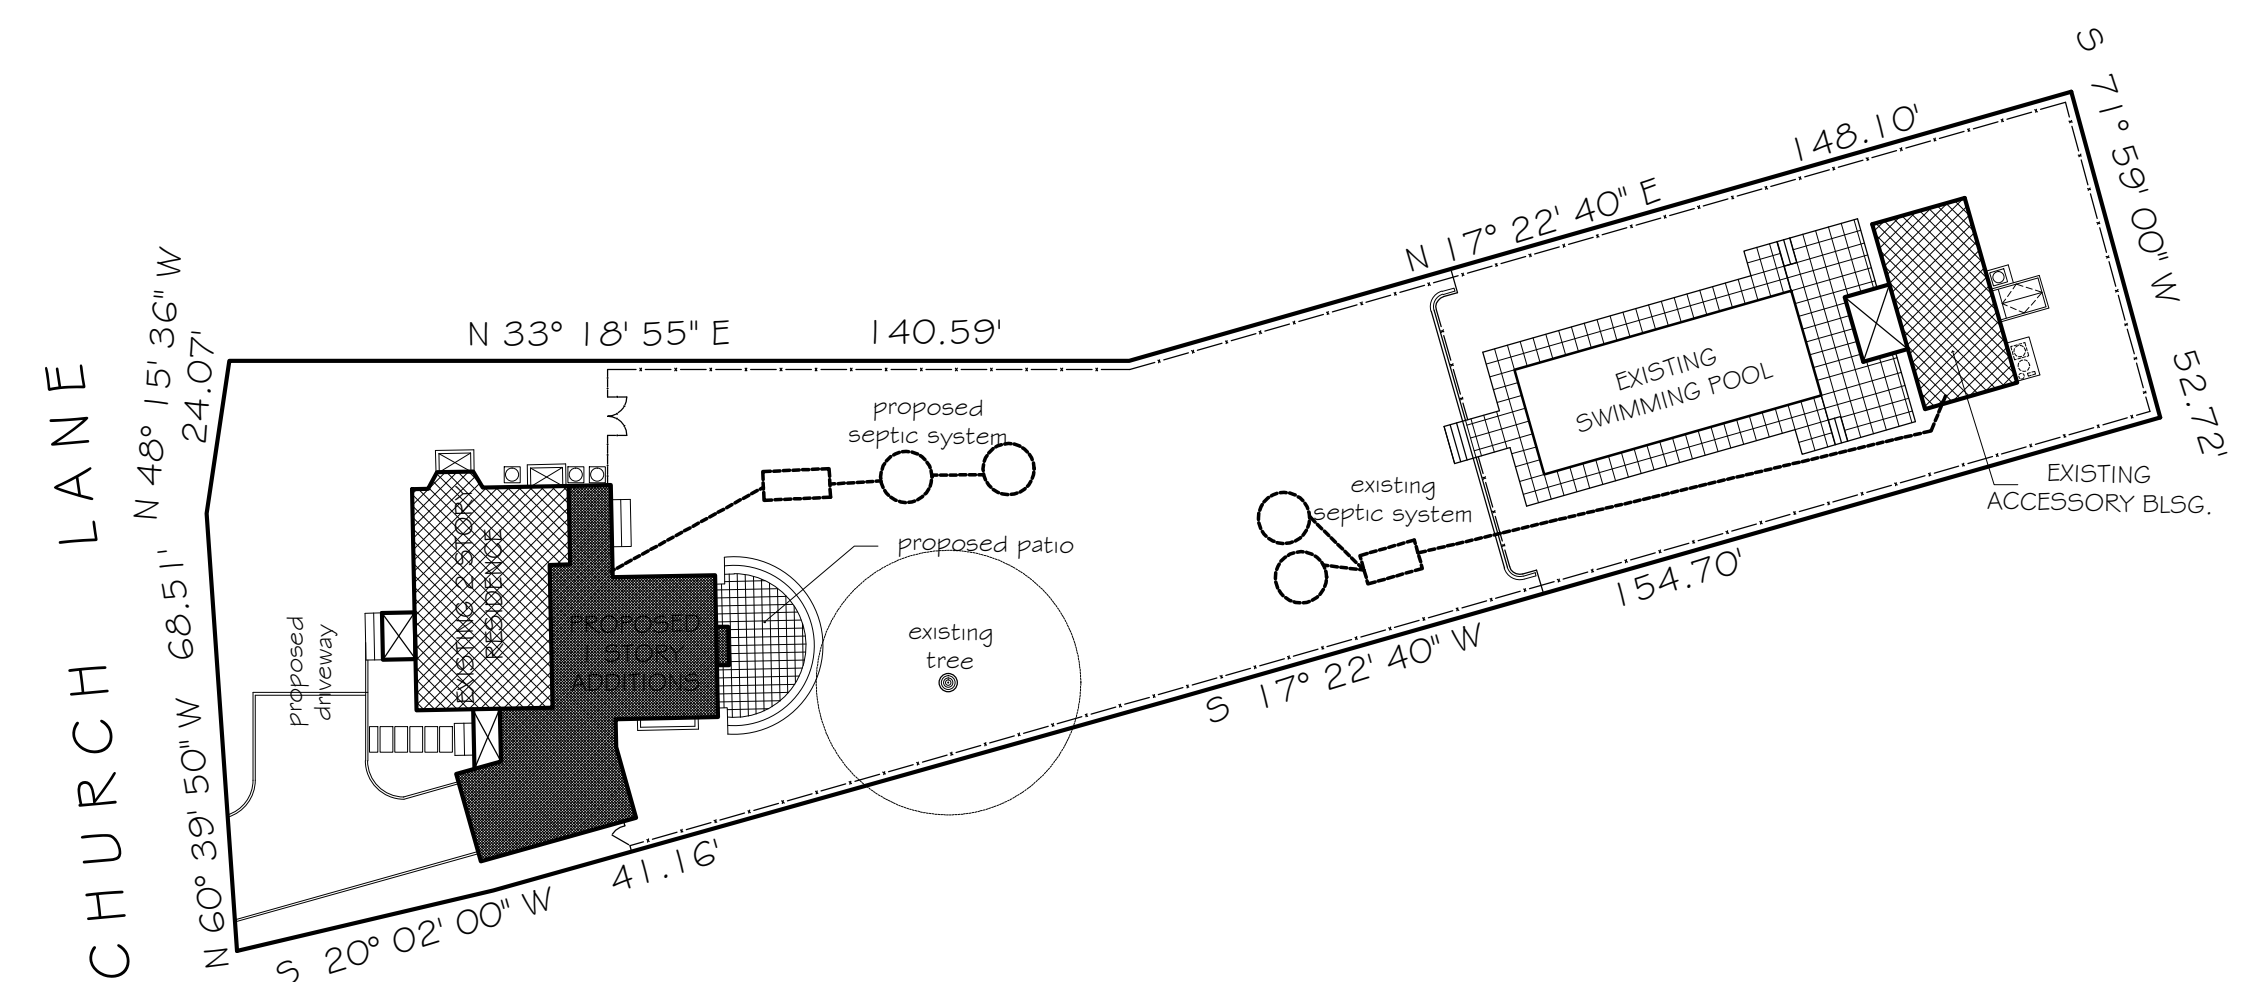 CHURCH LANE
N 48° 15' 36" W
24.07'
N 60° 39' 50" W 68.51'
N 33° 18' 55" E 140.59'
N 17° 22' 40" E 148.10'
S 71° 59' 00" W 52.72'
S 17° 22' 40" W 154.70'
S 20° 02' 00" W 41.16'
proposed
driveway
EXISTING 2 STORY
RESIDENCE
PROPOSED
1 STORY
ADDITIONS
proposed
septic system
proposed patio
existing
tree
existing
septic system
EXISTING
SWIMMING POOL
EXISTING
ACCESSORY BLSG.